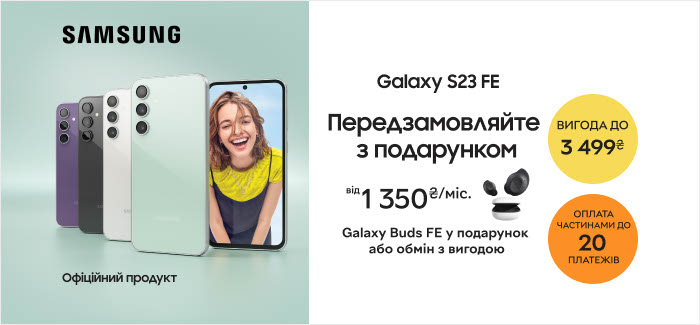 SAMSUNG
Офіційний продукт
Galaxy S23 FE
Передзамовляйте
з подарунком
від 1 350₴/міс.
Galaxy Buds FE у подарунок
або обмін з вигодою
ВИГОДА ДО
3 499₴
ОПЛАТА
ЧАСТИНАМИ ДО
20
ПЛАТЕЖІВ